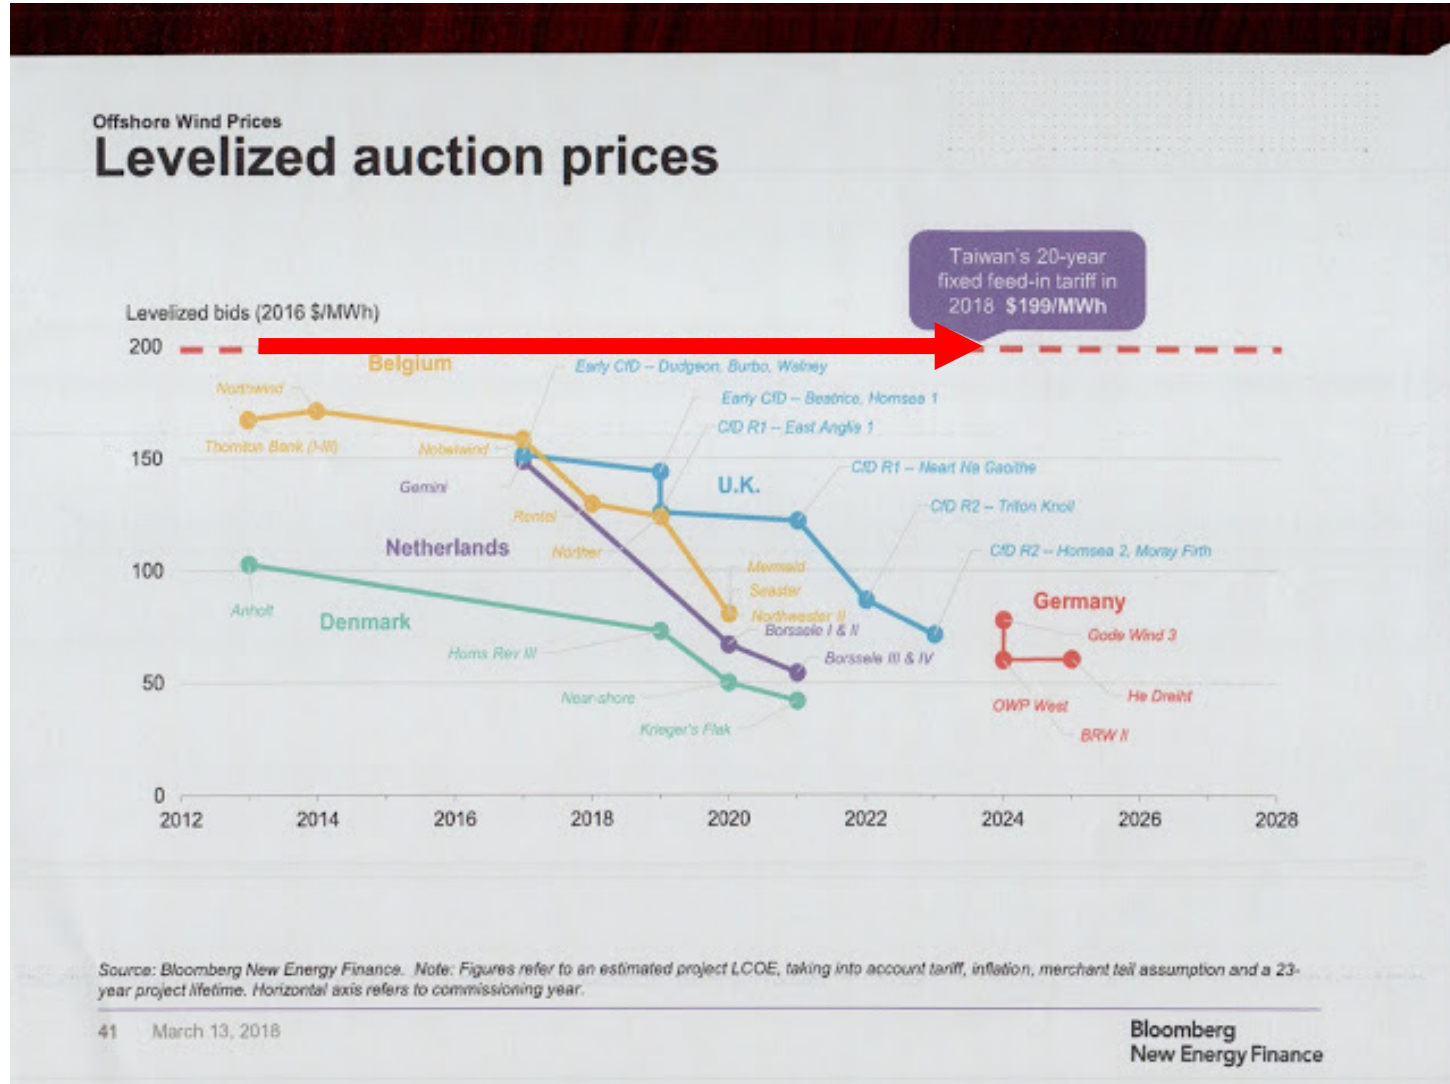 Offshore Wind Prices
Levelized auction prices
Taiwan's 20-year
fixed feed-in tariff in
2018 $199/MWh
Levelized bids (2016 $/MWh)
200
150
100
50
0
Belgium
Northwind
Thornton Bank (I-III)
Nobelwind
Rentel
Norther
Mermaid
Seastar
Northwester II
Early CfD – Dudgeon, Burbo, Walney
Early CfD – Beatrice, Hornsea 1
CfD R1 – East Anglia 1
U.K.
CfD R1 – Neart Na Gaoithe
CfD R2 – Triton Knoll
CfD R2 – Hornsea 2, Moray Firth
Gemini
Netherlands
Borssele I & II
Borssele III & IV
Anholt
Denmark
Horns Rev III
Near-shore
Krieger's Flak
Germany
Gode Wind 3
He Dreiht
OWP West
BRW II
2012 2014 2016 2018 2020 2022 2024 2026 2028
Source: Bloomberg New Energy Finance. Note: Figures refer to an estimated project LCOE, taking into account tariff, inflation, merchant tail assumption and a 23-
year project lifetime. Horizontal axis refers to commissioning year.
41 March 13, 2018
Bloomberg
New Energy Finance